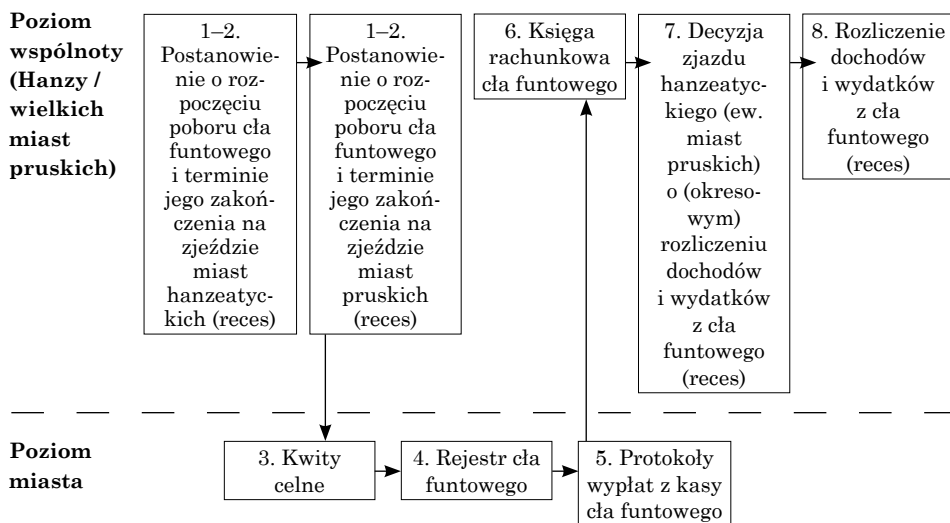 Poziom
wspólnoty
(Hanzy /
wielkich
miast
pruskich)
1–2.
Postanowie-
nie o roz-
poczęciu
poboru cła
funtowego
i terminie
jego zakoń-
czenia na
zjeździe
miast
hanzeatyc-
kich (reces)
1–2.
Postanowie-
nie o roz-
poczęciu
poboru cła
funtowego
i terminie
jego zakoń-
czenia na
zjeździe
miast
pruskich
(reces)
6. Księga
rachunkowa
cła funtowego
7. Decyzja
zjazdu
hanzeatyc-
kiego (ew.
miast
pruskich)
o (okreso-
wym)
rozliczeniu
dochodów
i wydatków
z cła
funtowego
(reces)
8. Rozliczenie
dochodów
i wydatków
z cła
funtowego
(reces)
Poziom
miasta
3. Kwity
celne
4. Rejestr cła
funtowego
5. Protokoły
wypłat z kasy
cła funtowego